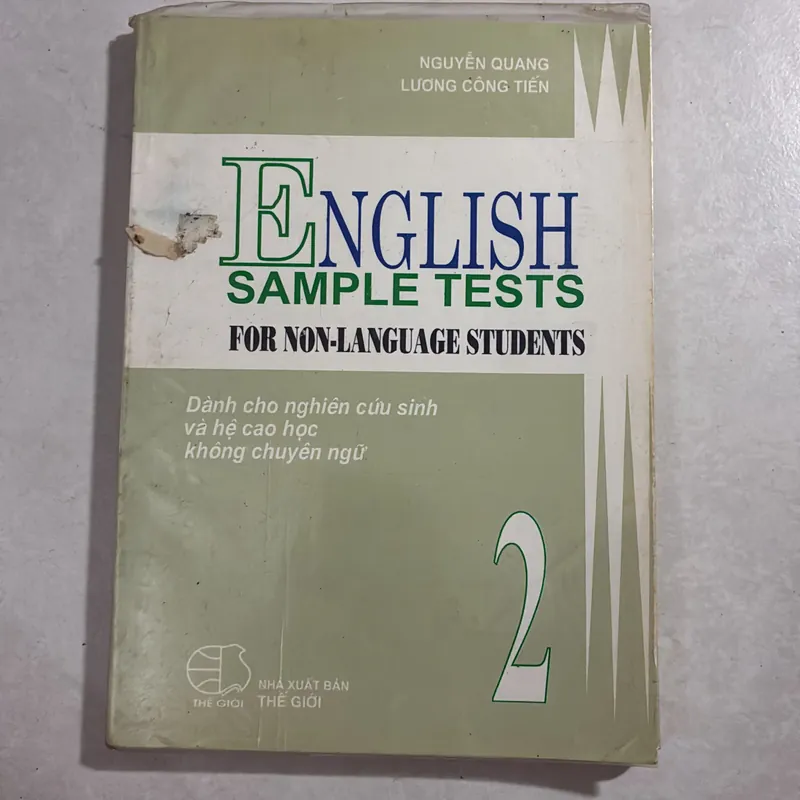 NGUYỄN QUANG
LƯƠNG CÔNG TIẾN
ENGLISH
SAMPLE TESTS
FOR NON-LANGUAGE STUDENTS
Dành cho nghiên cứu sinh
và hệ cao học
không chuyên ngữ
2
THẾ GIỚI
NHÀ XUẤT BẢN
THẾ GIỚI